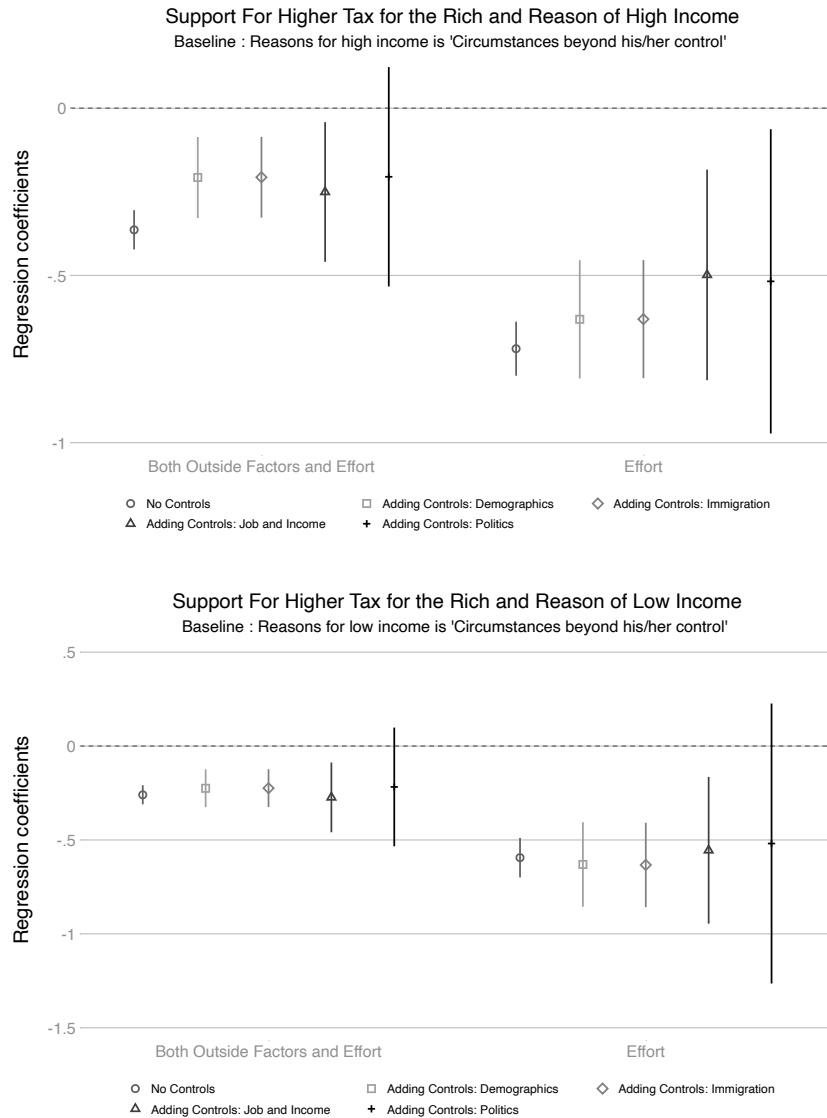 Support For Higher Tax for the Rich and Reason of High Income
Baseline : Reasons for high income is 'Circumstances beyond his/her control'
Regression coefficients
0
-.5
-1
Both Outside Factors and Effort
Effort
No Controls
Adding Controls: Demographics
Adding Controls: Immigration
Adding Controls: Job and Income
Adding Controls: Politics
Support For Higher Tax for the Rich and Reason of Low Income
Baseline : Reasons for low income is 'Circumstances beyond his/her control'
Regression coefficients
.5
0
-.5
-1
-1.5
Both Outside Factors and Effort
Effort
No Controls
Adding Controls: Demographics
Adding Controls: Immigration
Adding Controls: Job and Income
Adding Controls: Politics